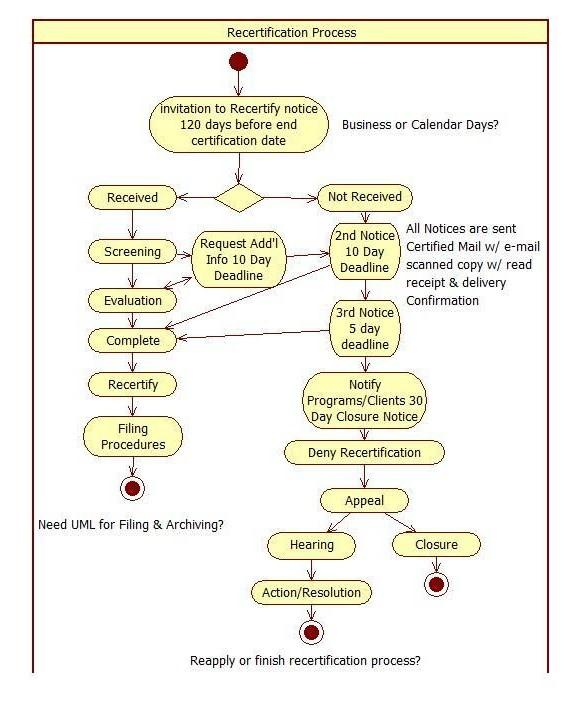 Recertification Process
invitation to Recertify notice
120 days before end
certification date
Business or Calendar Days?
Received
Not Received
Screening
Request Add'l
Info 10 Day
Deadline
2nd Notice
10 Day
Deadline
All Notices are sent
Certified Mail w/ e-mail
scanned copy w/ read
receipt & delivery
Confirmation
Evaluation
3rd Notice
5 day
deadline
Complete
Recertify
Notify
Programs/Clients 30
Day Closure Notice
Filing
Procedures
Deny Recertification
Appeal
Need UML for Filing & Archiving?
Hearing
Closure
Action/Resolution
Reapply or finish recertification process?